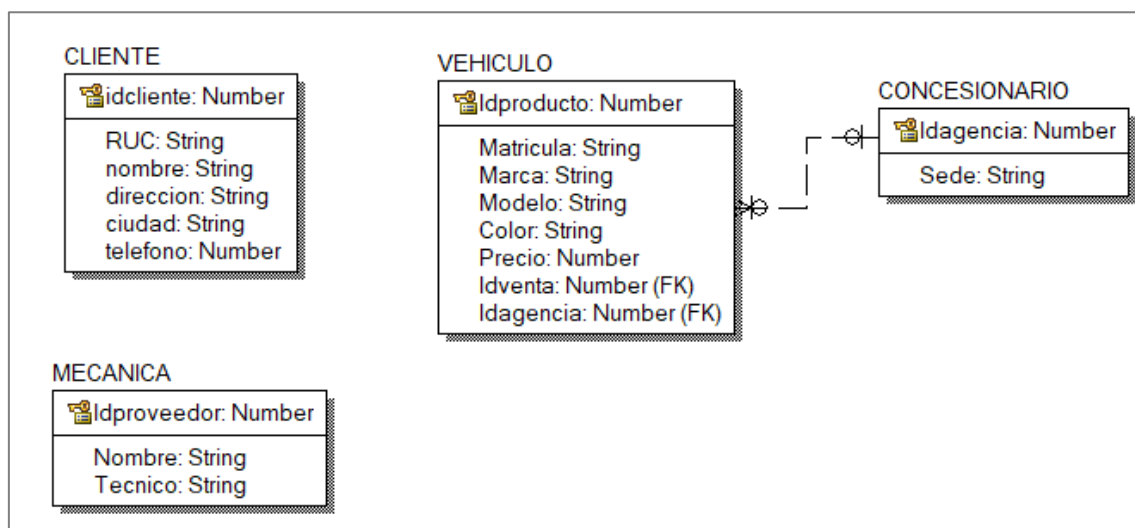 CLIENTE
idcliente: Number
RUC: String
nombre: String
direccion: String
ciudad: String
telefono: Number
VEHICULO
Idproducto: Number
Matricula: String
Marca: String
Modelo: String
Color: String
Precio: Number
Idventa: Number (FK)
Idagencia: Number (FK)
CONCESIONARIO
Idagencia: Number
Sede: String
MECANICA
Idproveedor: Number
Nombre: String
Tecnico: String